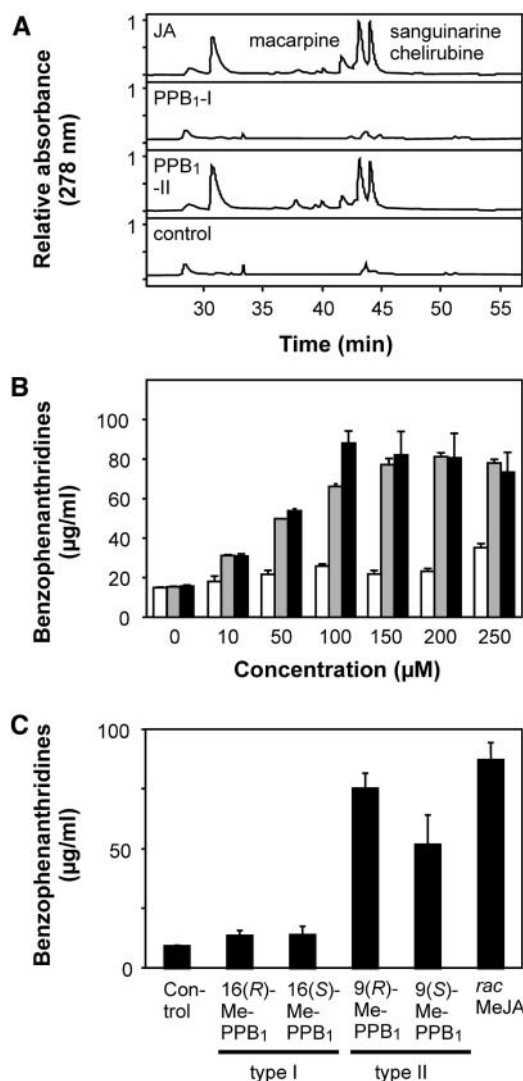 A
Relative absorbance
(278 nm)
1
JA
macarpine
sanguinarine
chelirubine
1
PPB₁-I
1
PPB₁
-II
1
control
30 35 40 45 50 55
Time (min)
B
Benzophenanthridines
(µg/ml)
100
80
60
40
20
0
0 10 50 100 150 200 250
Concentration (µM)
C
Benzophenanthridines
(µg/ml)
100
50
0
Con-
trol
16(R)-
Me-
PPB₁
16(S)-
Me-
PPB₁
9(R)-
Me-
PPB₁
9(S)-
Me-
PPB₁
rac
MeJA
type I
type II